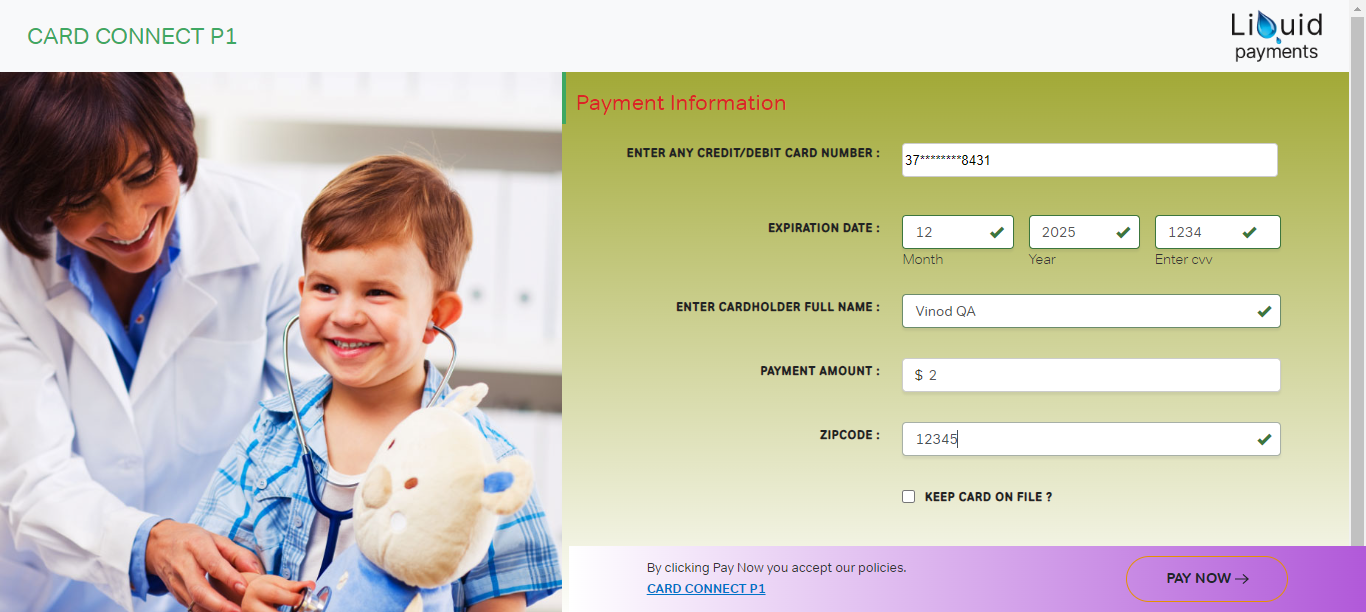 CARD CONNECT P1
Liquid
payments
Payment Information
ENTER ANY CREDIT/DEBIT CARD NUMBER :
37********8431
EXPIRATION DATE :
12
2025
1234
Month
Year
Enter cvv
ENTER CARDHOLDER FULL NAME :
Vinod QA
PAYMENT AMOUNT :
$ 2
ZIPCODE :
12345
KEEP CARD ON FILE ?
By clicking Pay Now you accept our policies.
CARD CONNECT P1
PAY NOW →